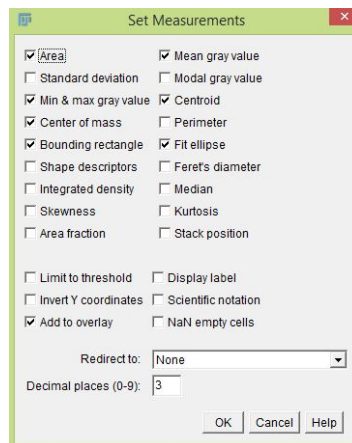 Set Measurements
Area Mean gray value
Standard deviation Modal gray value
Min & max gray value Centroid
Center of mass Perimeter
Bounding rectangle Fit ellipse
Shape descriptors Feret's diameter
Integrated density Median
Skewness Kurtosis
Area fraction Stack position
Limit to threshold Display label
Invert Y coordinates Scientific notation
Add to overlay NaN empty cells
Redirect to: None
Decimal places (0-9): 3
OK Cancel Help